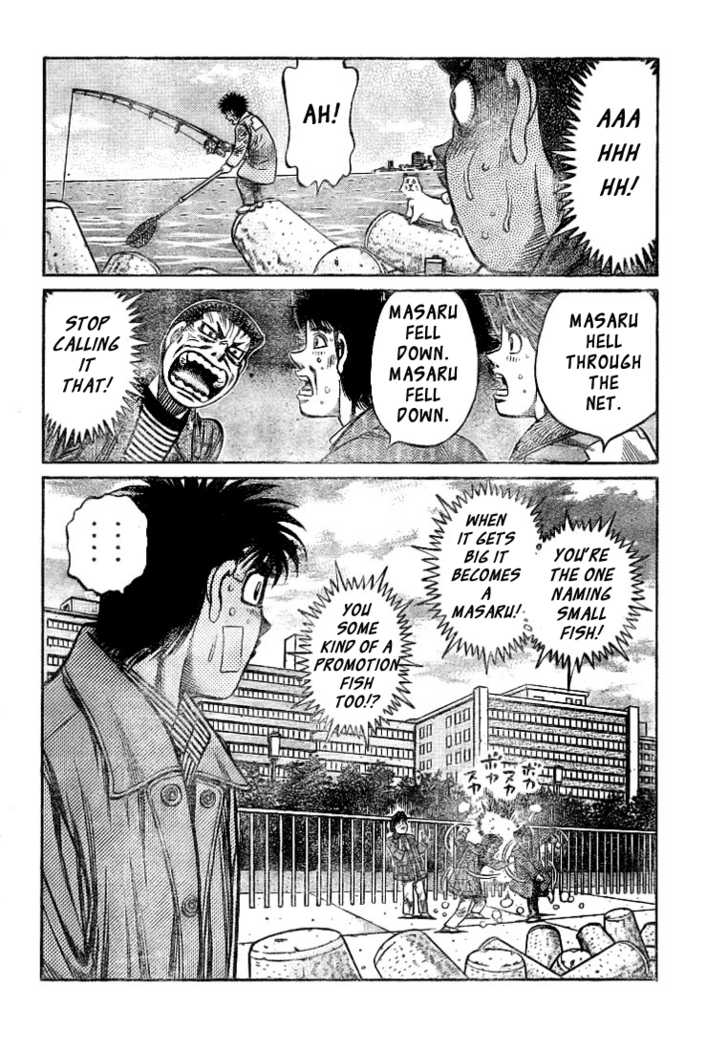 AAA
HHH
HH!
AH!
MASARU
HELL
THROUGH
THE
NET.
MASARU
FELL
DOWN.
MASARU
FELL
DOWN.
STOP
CALLING
IT
THAT!
YOU'RE
THE ONE
NAMING
SMALL
FISH!
WHEN
IT GETS
BIG IT
BECOMES
A
MASARU!
YOU
SOME
KIND OF A
PROMOTION
FISH
TOO!?